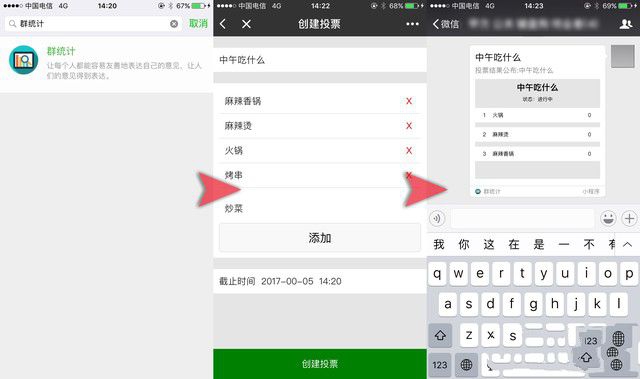 中国电信 4G 14:20 67%
群统计 取消
群统计
让每个人都能容易友善地表达自己的意见、让人
们的意见得到表达。
中国电信 4G 14:22 68%
创建投票
中午吃什么
麻辣香锅 X
麻辣烫 X
火锅 X
烤串 X
炒菜
添加
截止时间 2017-00-05 14:20
创建投票
中国电信 4G 14:23 69%
微信
中午吃什么
投票结果公布:中午吃什么
中午吃什么
状态：进行中
1 火锅 0
2 麻辣烫 0
3 麻辣香锅 0
群统计 小程序
我 你 这 在 是 一 不
q w e r t y u i o p
a s d f g h j k l
z x s
123
123